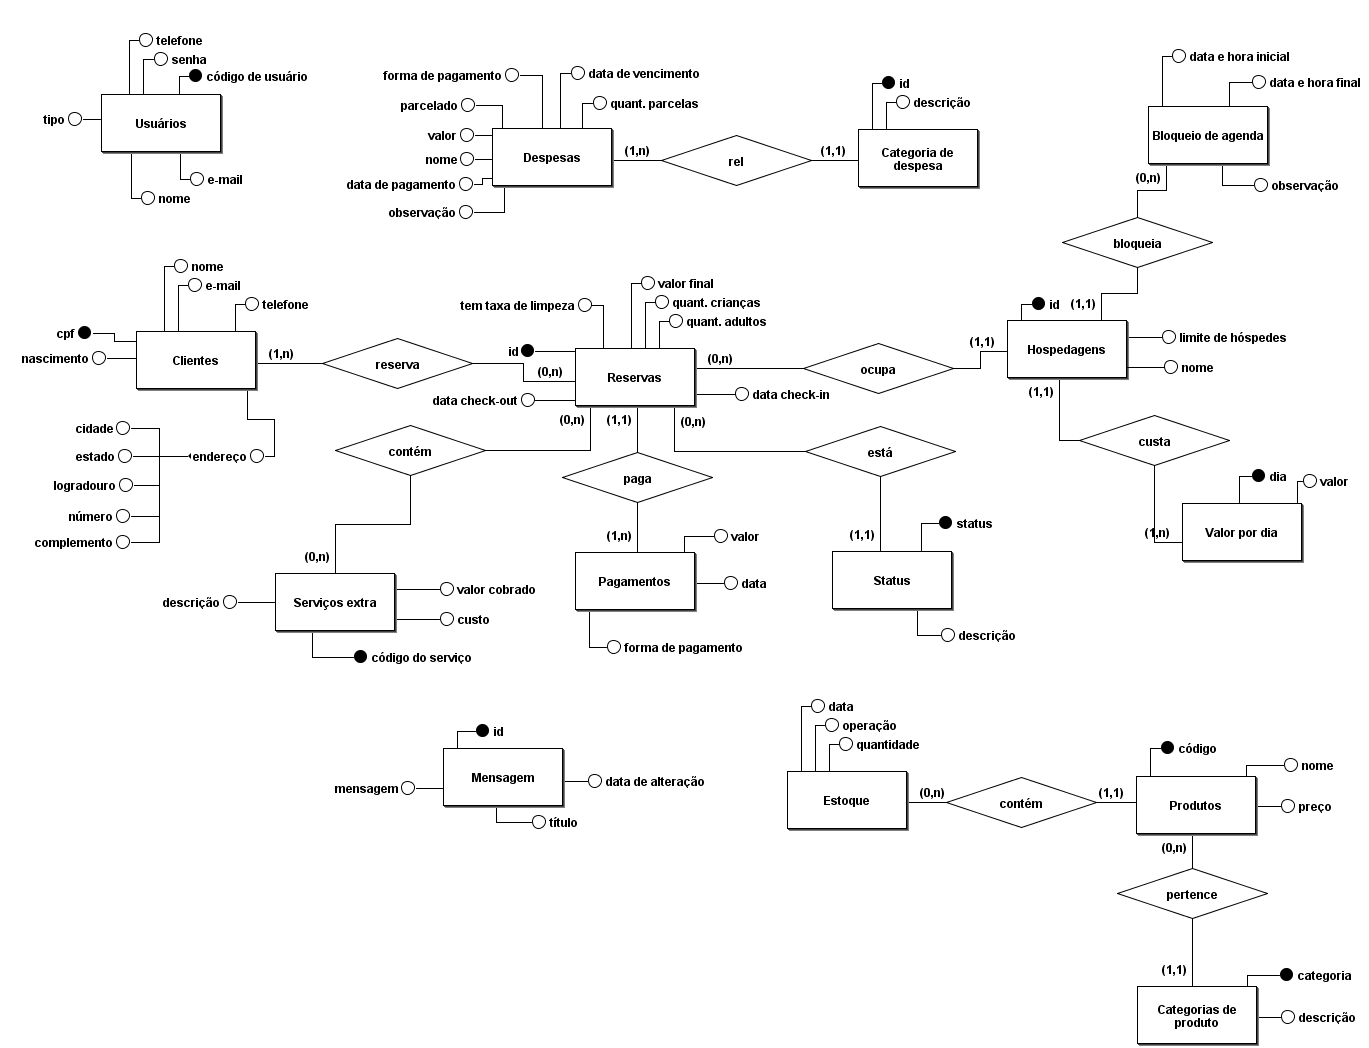 telefone
senha
código de usuário
tipo
Usuários
e-mail
nome
forma de pagamento
data de vencimento
parcelado
quant. parcelas
valor
nome
data de pagamento
observação
Despesas
(1,n)
rel
(1,1)
id
descrição
Categoria de
despesa
data e hora inicial
data e hora final
Bloqueio de agenda
(0,n)
observação
bloqueia
(1,1)
nome
e-mail
telefone
cpf
nascimento
Clientes
(1,n)
reserva
(0,n)
cidade
estado
endereço
logradouro
número
complemento
valor final
tem taxa de limpeza
quant. crianças
quant. adultos
id
Reservas
data check-out
data check-in
(0,n)
ocupa
(1,1)
id
Hospedagens
limite de hóspedes
nome
(1,1)
custa
(1,n)
dia
valor
Valor por dia
(0,n)
contém
(0,n)
descrição
Serviços extra
valor cobrado
custo
código do serviço
(1,1)
paga
(1,n)
Pagamentos
valor
data
forma de pagamento
(0,n)
está
(1,1)
status
Status
descrição
id
mensagem
Mensagem
data de alteração
título
data
operação
quantidade
Estoque
(0,n)
contém
(1,1)
código
nome
Produtos
preço
(0,n)
pertence
(1,1)
categoria
Categorias de
produto
descrição